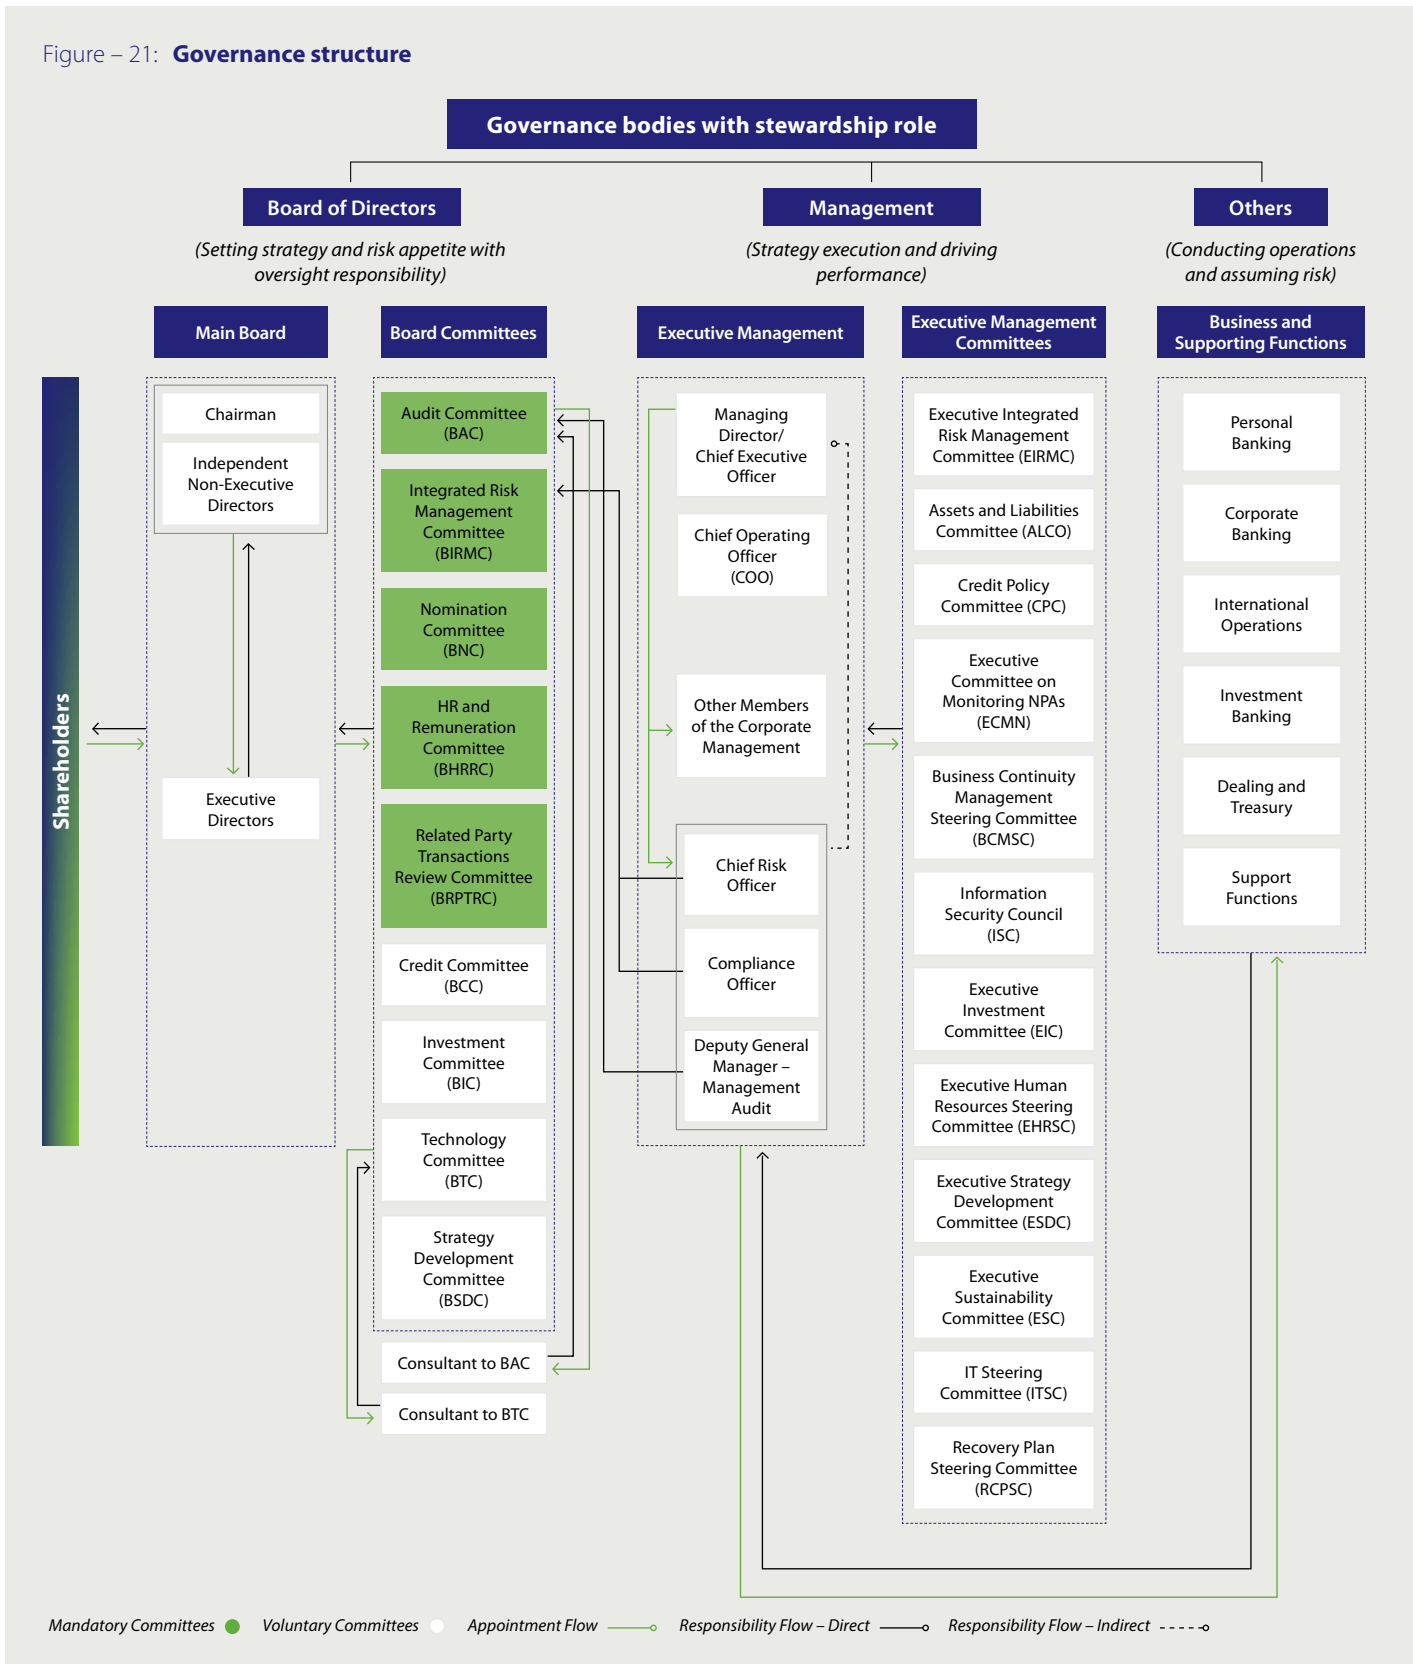 Figure – 21: Governance structure
Governance bodies with stewardship role
Board of Directors
(Setting strategy and risk appetite with
oversight responsibility)
Management
(Strategy execution and driving
performance)
Others
(Conducting operations
and assuming risk)
Shareholders
Main Board
Chairman
Independent
Non-Executive
Directors
Executive
Directors
Board Committees
Audit Committee
(BAC)
Integrated Risk
Management
Committee
(BIRMC)
Nomination
Committee
(BNC)
HR and
Remuneration
Committee
(BHRRC)
Related Party
Transactions
Review Committee
(BRPTRC)
Credit Committee
(BCC)
Investment
Committee
(BIC)
Technology
Committee
(BTC)
Strategy
Development
Committee
(BSDC)
Consultant to BAC
Consultant to BTC
Executive Management
Managing
Director/
Chief Executive
Officer
Chief Operating
Officer
(COO)
Other Members
of the Corporate
Management
Chief Risk
Officer
Compliance
Officer
Deputy General
Manager –
Management
Audit
Executive Management
Committees
Executive Integrated
Risk Management
Committee (EIRMC)
Assets and Liabilities
Committee (ALCO)
Credit Policy
Committee (CPC)
Executive
Committee on
Monitoring NPAs
(ECMN)
Business Continuity
Management
Steering Committee
(BCMSC)
Information
Security Council
(ISC)
Executive
Investment
Committee (EIC)
Executive Human
Resources Steering
Committee (EHRSC)
Executive Strategy
Development
Committee (ESDC)
Executive
Sustainability
Committee (ESC)
IT Steering
Committee (ITSC)
Recovery Plan
Steering Committee
(RCPSC)
Business and
Supporting Functions
Personal
Banking
Corporate
Banking
International
Operations
Investment
Banking
Dealing and
Treasury
Support
Functions
Mandatory Committees
Voluntary Committees
Appointment Flow
Responsibility Flow – Direct
Responsibility Flow – Indirect